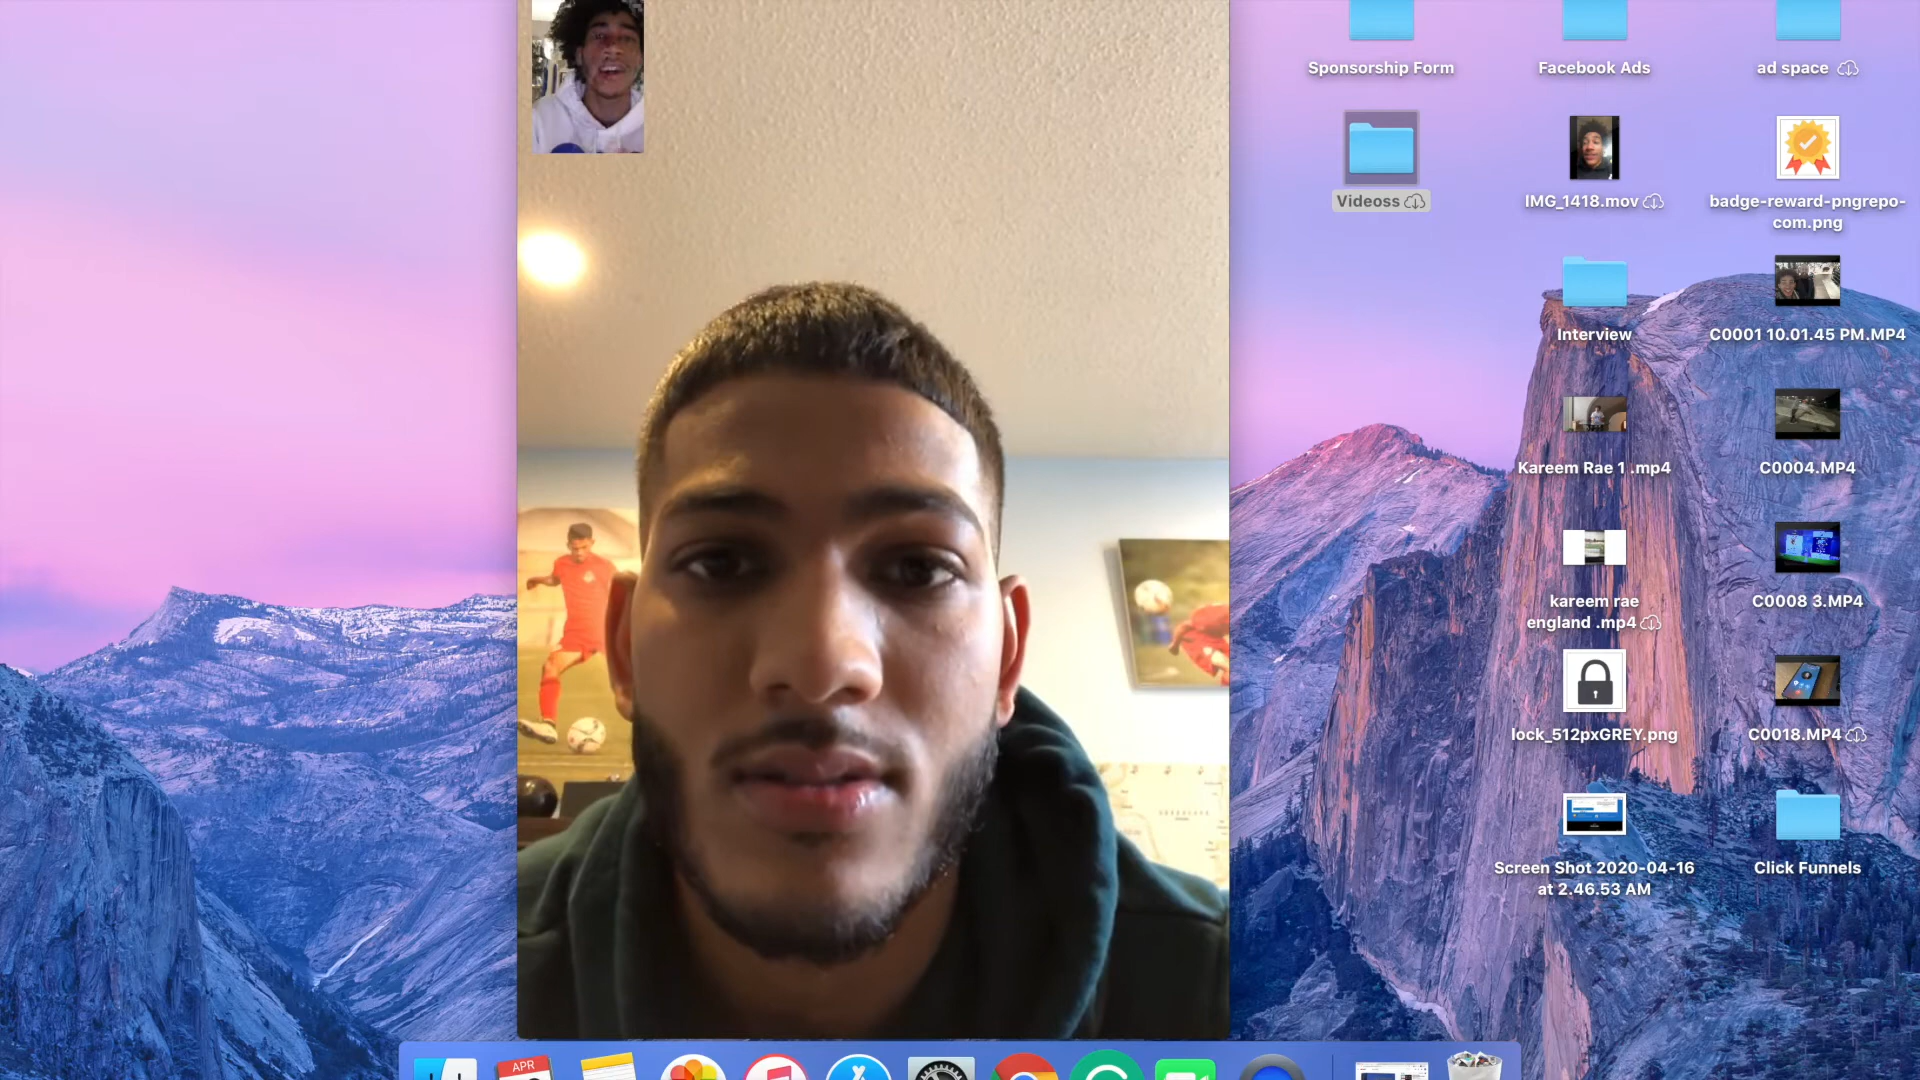 Sponsorship Form
Facebook Ads
ad space
Videoss
IMG_1418.mov
badge-reward-pngrepo-
com.png
Interview
C0001 10.01.45 PM.MP4
Kareem Rae 1 .mp4
C0004.MP4
kareem rae
england .mp4
C0008 3.MP4
lock_512pxGREY.png
C0018.MP4
Screen Shot 2020-04-16
at 2.46.53 AM
Click Funnels
APR